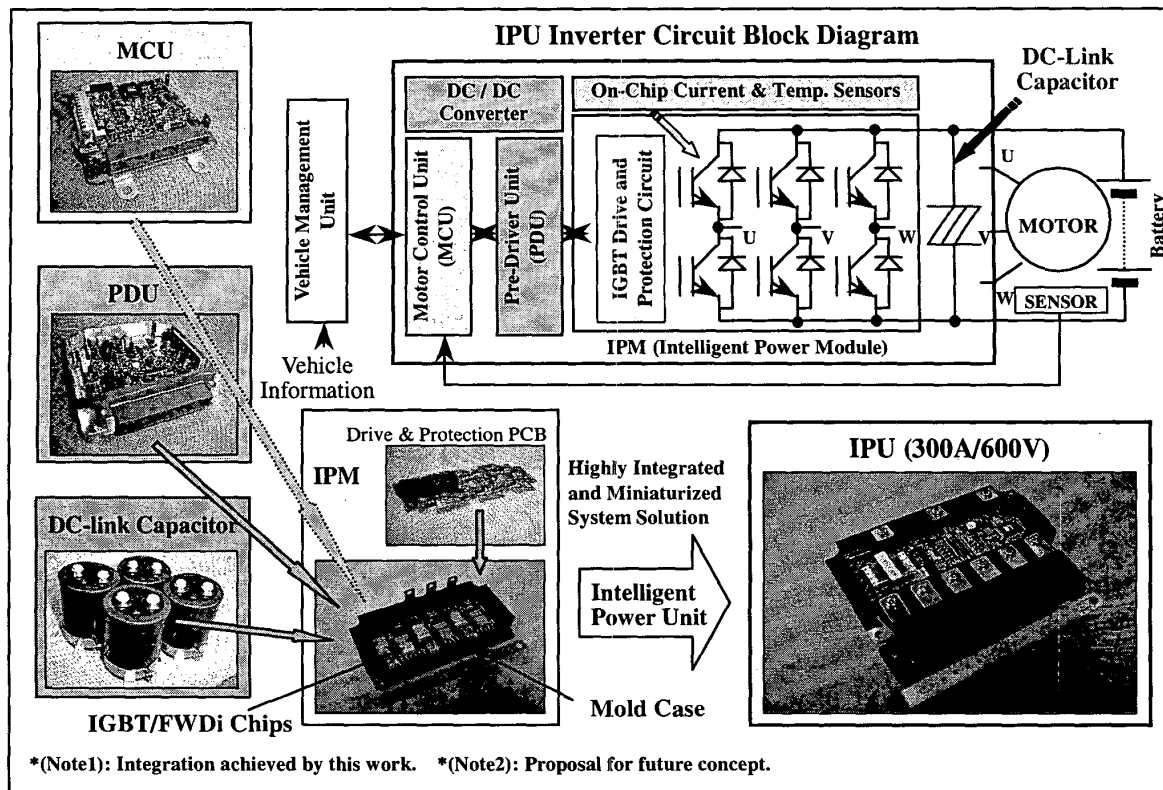 MCU
IPU Inverter Circuit Block Diagram
DC-Link
Capacitor
DC / DC
Converter
On-Chip Current & Temp. Sensors
Vehicle Management
Unit
Motor Control Unit
(MCU)
Pre-Driver Unit
(PDU)
IGBT Drive and
Protection Circuit
U
V
W
U
V
W
MOTOR
Battery
SENSOR
IPM (Intelligent Power Module)
Vehicle
Information
PDU
DC-link Capacitor
Drive & Protection PCB
IPM
Highly Integrated
and Miniaturized
System Solution
Intelligent
Power Unit
IPU (300A/600V)
IGBT/FWDi Chips
Mold Case
*(Note1): Integration achieved by this work. *(Note2): Proposal for future concept.